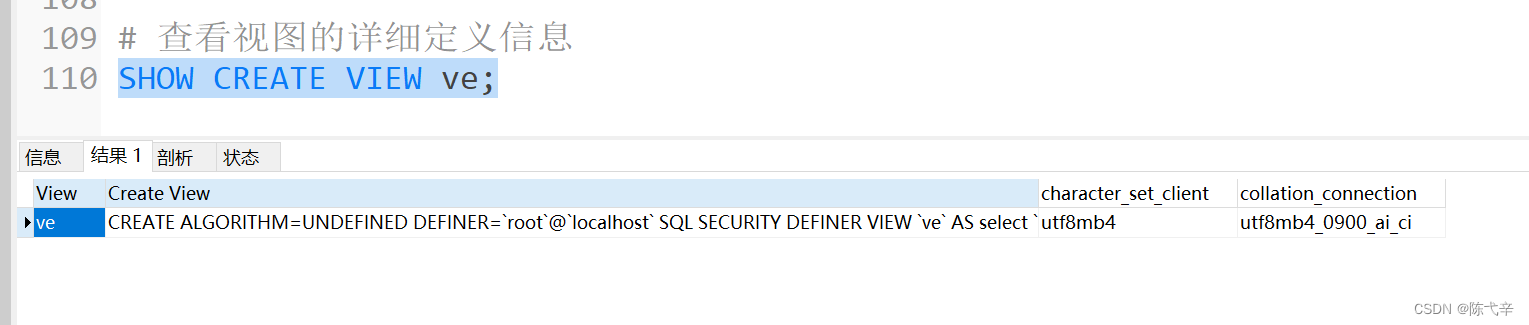 108
109 # 查看视图的详细定义信息
110 SHOW CREATE VIEW ve;
信息 结果 1 剖析 状态
View Create View character_set_client collation_connection
ve CREATE ALGORITHM=UNDEFINED DEFINER=`root`@`localhost` SQL SECURITY DEFINER VIEW `ve` AS select ` utf8mb4 utf8mb4_0900_ai_ci
CSDN @陈弋辛